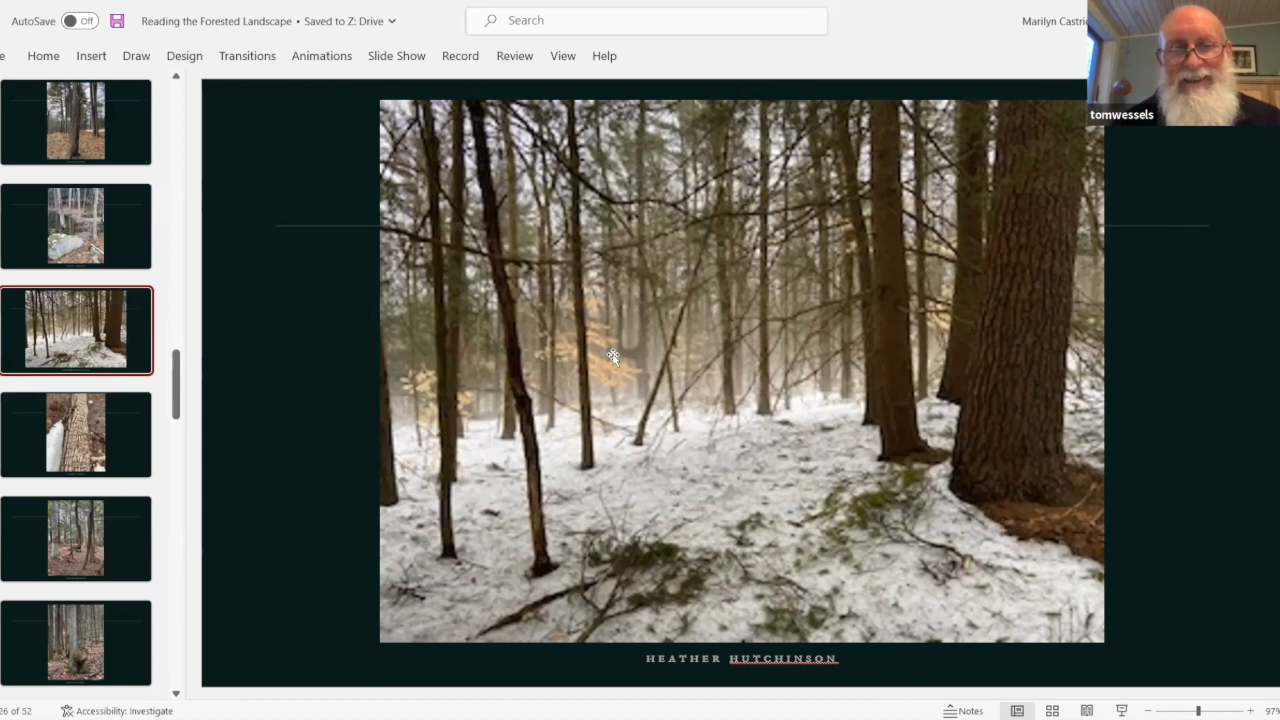 AutoSave Off Reading the Forested Landscape • Saved to Z: Drive Search Marilyn
e Home Insert Draw Design Transitions Animations Slide Show Record Review View Help
tomwessels
HEATHER HUTCHINSON
26 of 52 Accessibility: Investigate Notes 97%